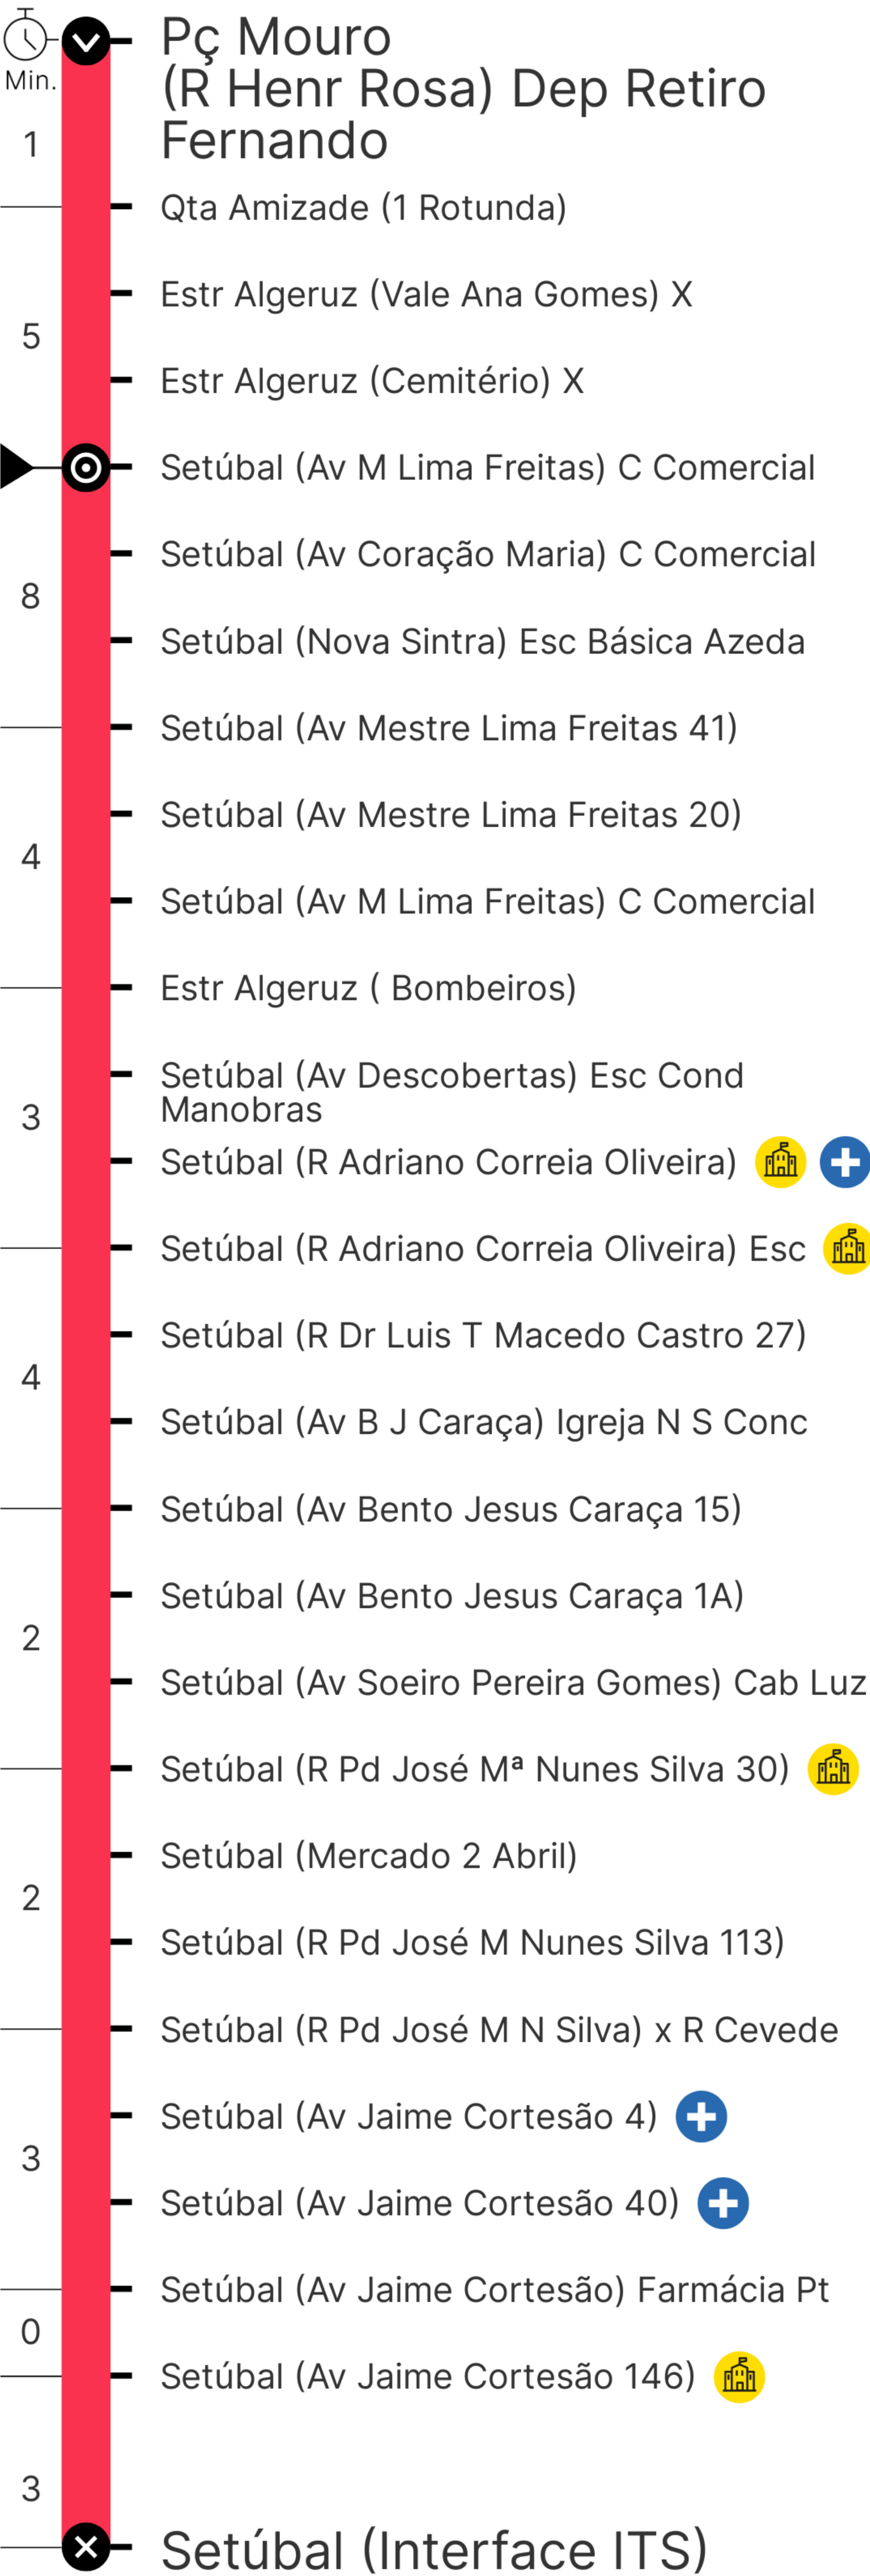 Min.
Pç Mouro
(R Henr Rosa) Dep Retiro
Fernando
1
Qta Amizade (1 Rotunda)
Estr Algeruz (Vale Ana Gomes) X
5
Estr Algeruz (Cemitério) X
Setúbal (Av M Lima Freitas) C Comercial
Setúbal (Av Coração Maria) C Comercial
8
Setúbal (Nova Sintra) Esc Básica Azeda
Setúbal (Av Mestre Lima Freitas 41)
Setúbal (Av Mestre Lima Freitas 20)
4
Setúbal (Av M Lima Freitas) C Comercial
Estr Algeruz ( Bombeiros)
Setúbal (Av Descobertas) Esc Cond
Manobras
3
Setúbal (R Adriano Correia Oliveira)
Setúbal (R Adriano Correia Oliveira) Esc
Setúbal (R Dr Luis T Macedo Castro 27)
4
Setúbal (Av B J Caraça) Igreja N S Conc
Setúbal (Av Bento Jesus Caraça 15)
Setúbal (Av Bento Jesus Caraça 1A)
2
Setúbal (Av Soeiro Pereira Gomes) Cab Luz
Setúbal (R Pd José Mª Nunes Silva 30)
Setúbal (Mercado 2 Abril)
2
Setúbal (R Pd José M Nunes Silva 113)
Setúbal (R Pd José M N Silva) x R Cevede
Setúbal (Av Jaime Cortesão 4)
3
Setúbal (Av Jaime Cortesão 40)
Setúbal (Av Jaime Cortesão) Farmácia Pt
0
Setúbal (Av Jaime Cortesão 146)
3
Setúbal (Interface ITS)